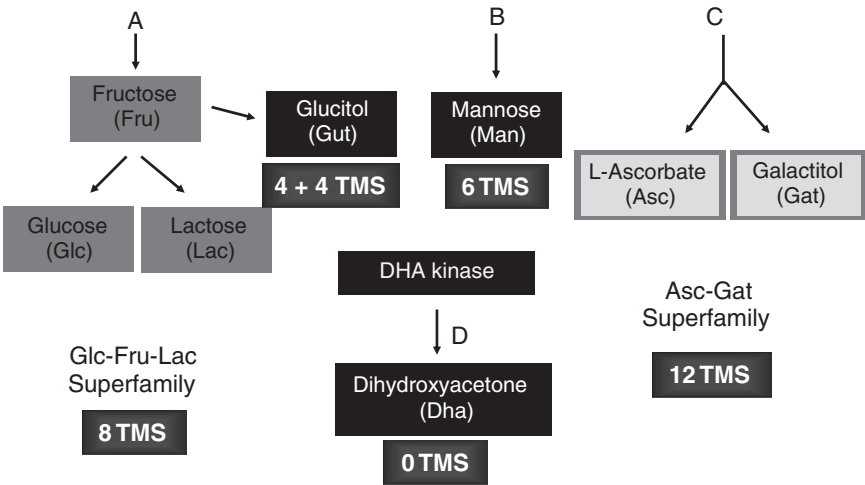 A
B
C
Fructose
(Fru)
Glucitol
(Gut)
4 + 4 TMS
Mannose
(Man)
6 TMS
L-Ascorbate
(Asc)
Galactitol
(Gat)
Glucose
(Glc)
Lactose
(Lac)
DHA kinase
D
Dihydroxyacetone
(Dha)
0 TMS
Glc-Fru-Lac
Superfamily
8 TMS
Asc-Gat
Superfamily
12 TMS